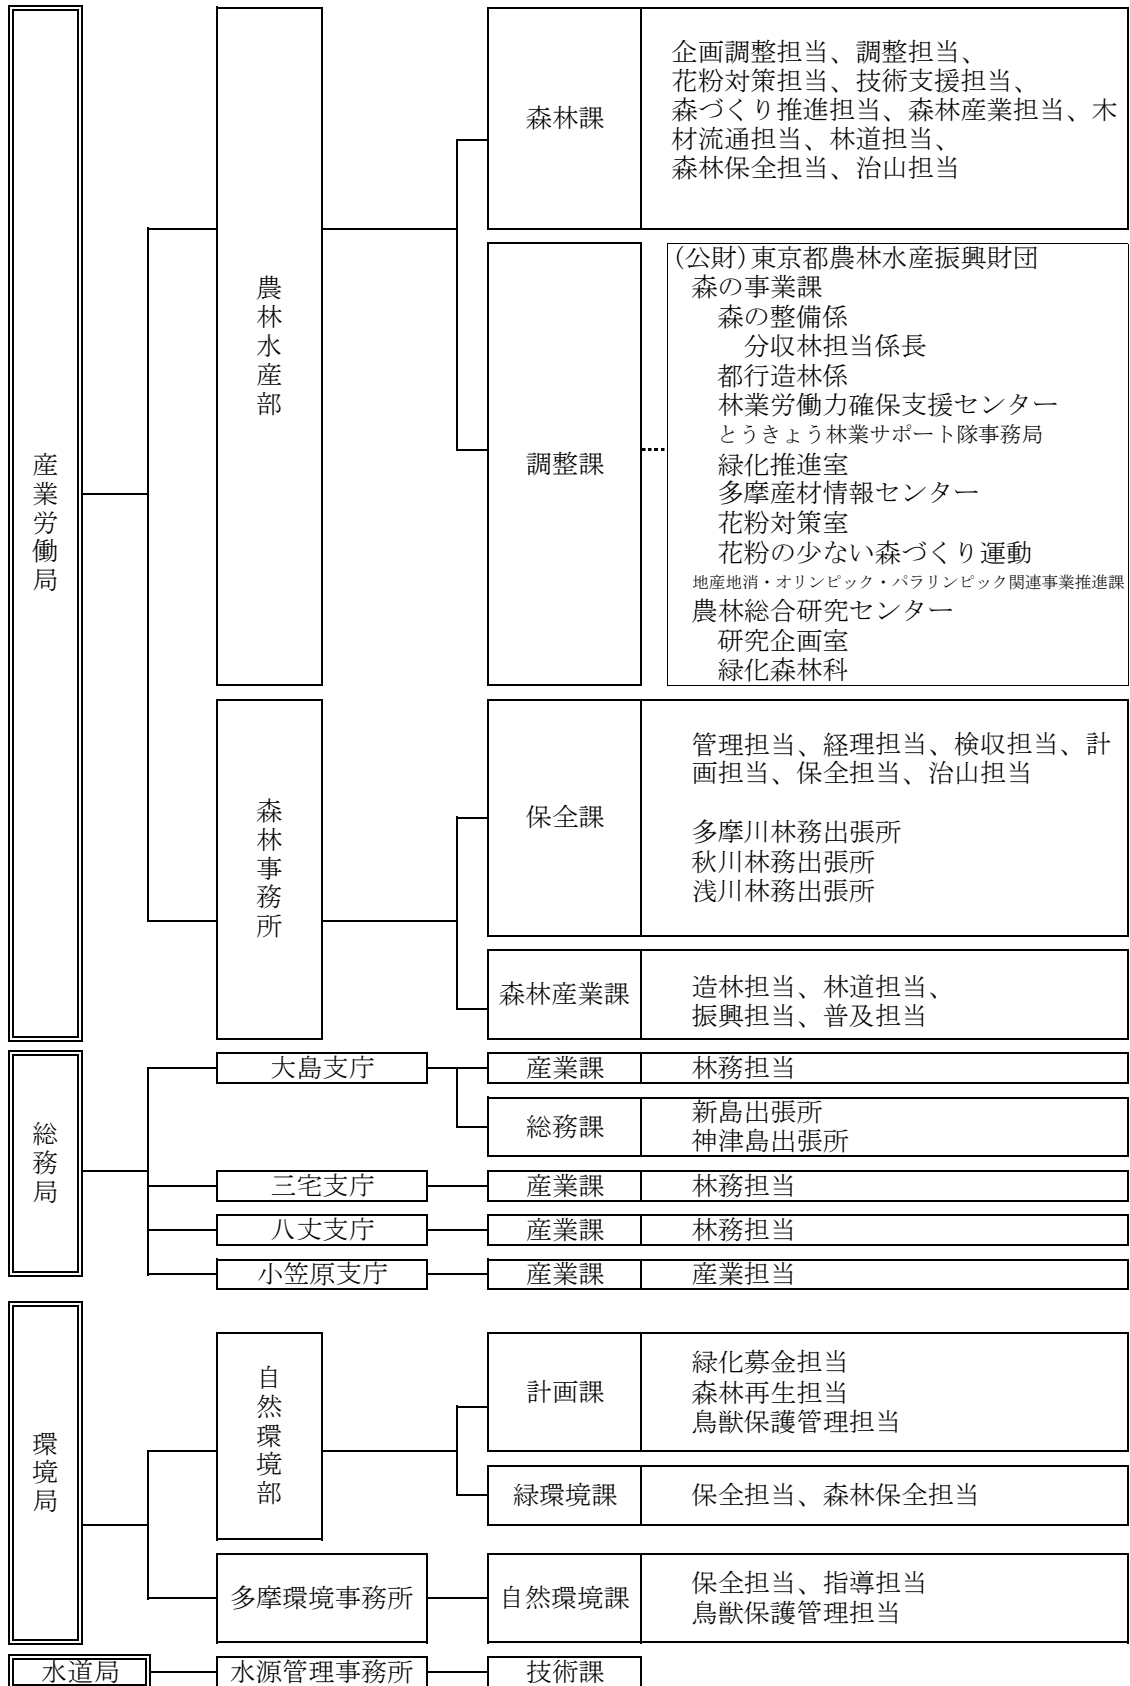 産業労働局
農林水産部
森林課
企画調整担当、調整担当、
花粉対策担当、技術支援担当、
森づくり推進担当、森林産業担当、木
材流通担当、林道担当、
森林保全担当、治山担当
調整課
(公財)東京都農林水産振興財団
森の事業課
森の整備係
分収林担当係長
都行造林係
林業労働力確保支援センター
とうきょう林業サポート隊事務局
緑化推進室
多摩産材情報センター
花粉対策室
花粉の少ない森づくり運動
地産地消・オリンピック・パラリンピック関連事業推進課
農林総合研究センター
研究企画室
緑化森林科
森林事務所
保全課
管理担当、経理担当、検収担当、計
画担当、保全担当、治山担当
多摩川林務出張所
秋川林務出張所
浅川林務出張所
森林産業課
造林担当、林道担当、
振興担当、普及担当
総務局
大島支庁
産業課
林務担当
総務課
新島出張所
神津島出張所
三宅支庁
産業課
林務担当
八丈支庁
産業課
林務担当
小笠原支庁
産業課
産業担当
環境局
自然環境部
計画課
緑化募金担当
森林再生担当
鳥獣保護管理担当
緑環境課
保全担当、森林保全担当
多摩環境事務所
自然環境課
保全担当、指導担当
鳥獣保護管理担当
水道局
水源管理事務所
技術課